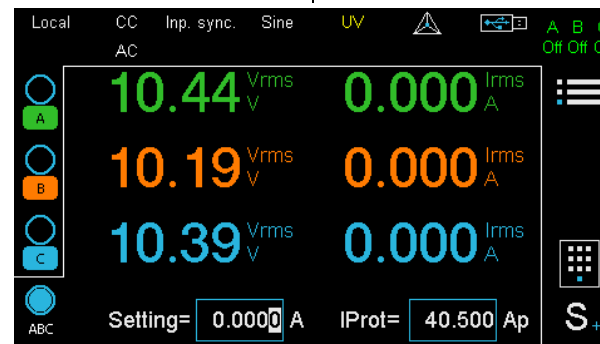 Local CC Inp. sync. Sine UV A B
AC Off Off
A 10.44 Vrms V 0.000 Irms A
B 10.19 Vrms V 0.000 Irms A
C 10.39 Vrms V 0.000 Irms A
ABC Setting= 0.0000 A IProt= 40.500 Ap S+